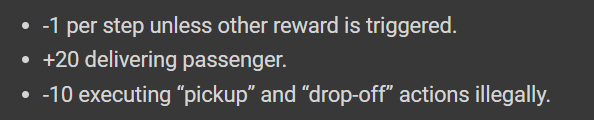 • -1 per step unless other reward is triggered.
• +20 delivering passenger.
• -10 executing “pickup” and “drop-off” actions illegally.